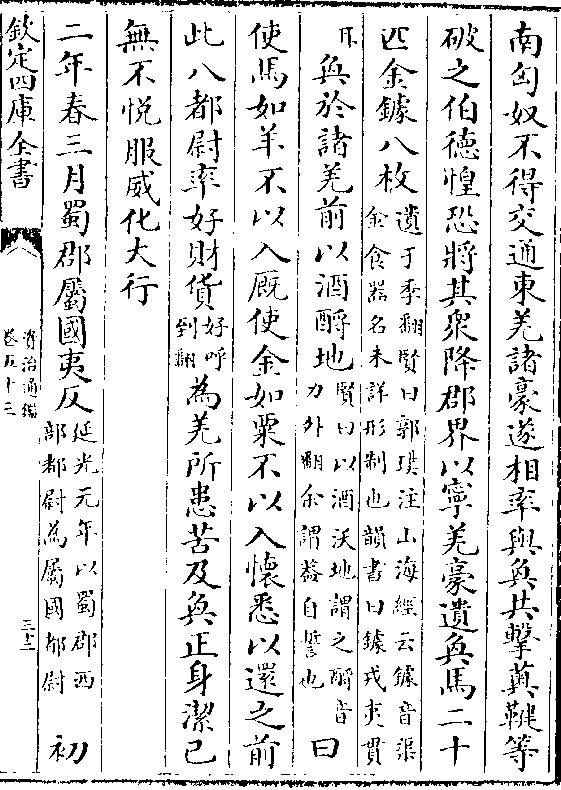 南匈奴不得交通東羌諸豪遂相率與奐共擊薁鞬等
破之伯德惶恐將其衆降郡界以寧羌豪遺奐馬二十
匹金鐻八枚遺于季翻賢曰郭璞注山海經云鐻音渠
金食器名未詳形制也韻書曰鐻戎夷貫
耳奐於諸羌前以酒酹地賢曰以酒沃地謂之酹音
力外翻余謂葢自誓也曰
使馬如羊不以入厩使金如粟不以入懷悉以還之前
此八都尉率好財貨好呼
到翻為羌所患苦及奐正身潔己
無不悦服威化大行
二年春三月蜀郡屬國夷反延光元年以蜀郡西
部都尉為屬國都尉初
欽定四庫全書
資治通鑑
卷五十三
三十二